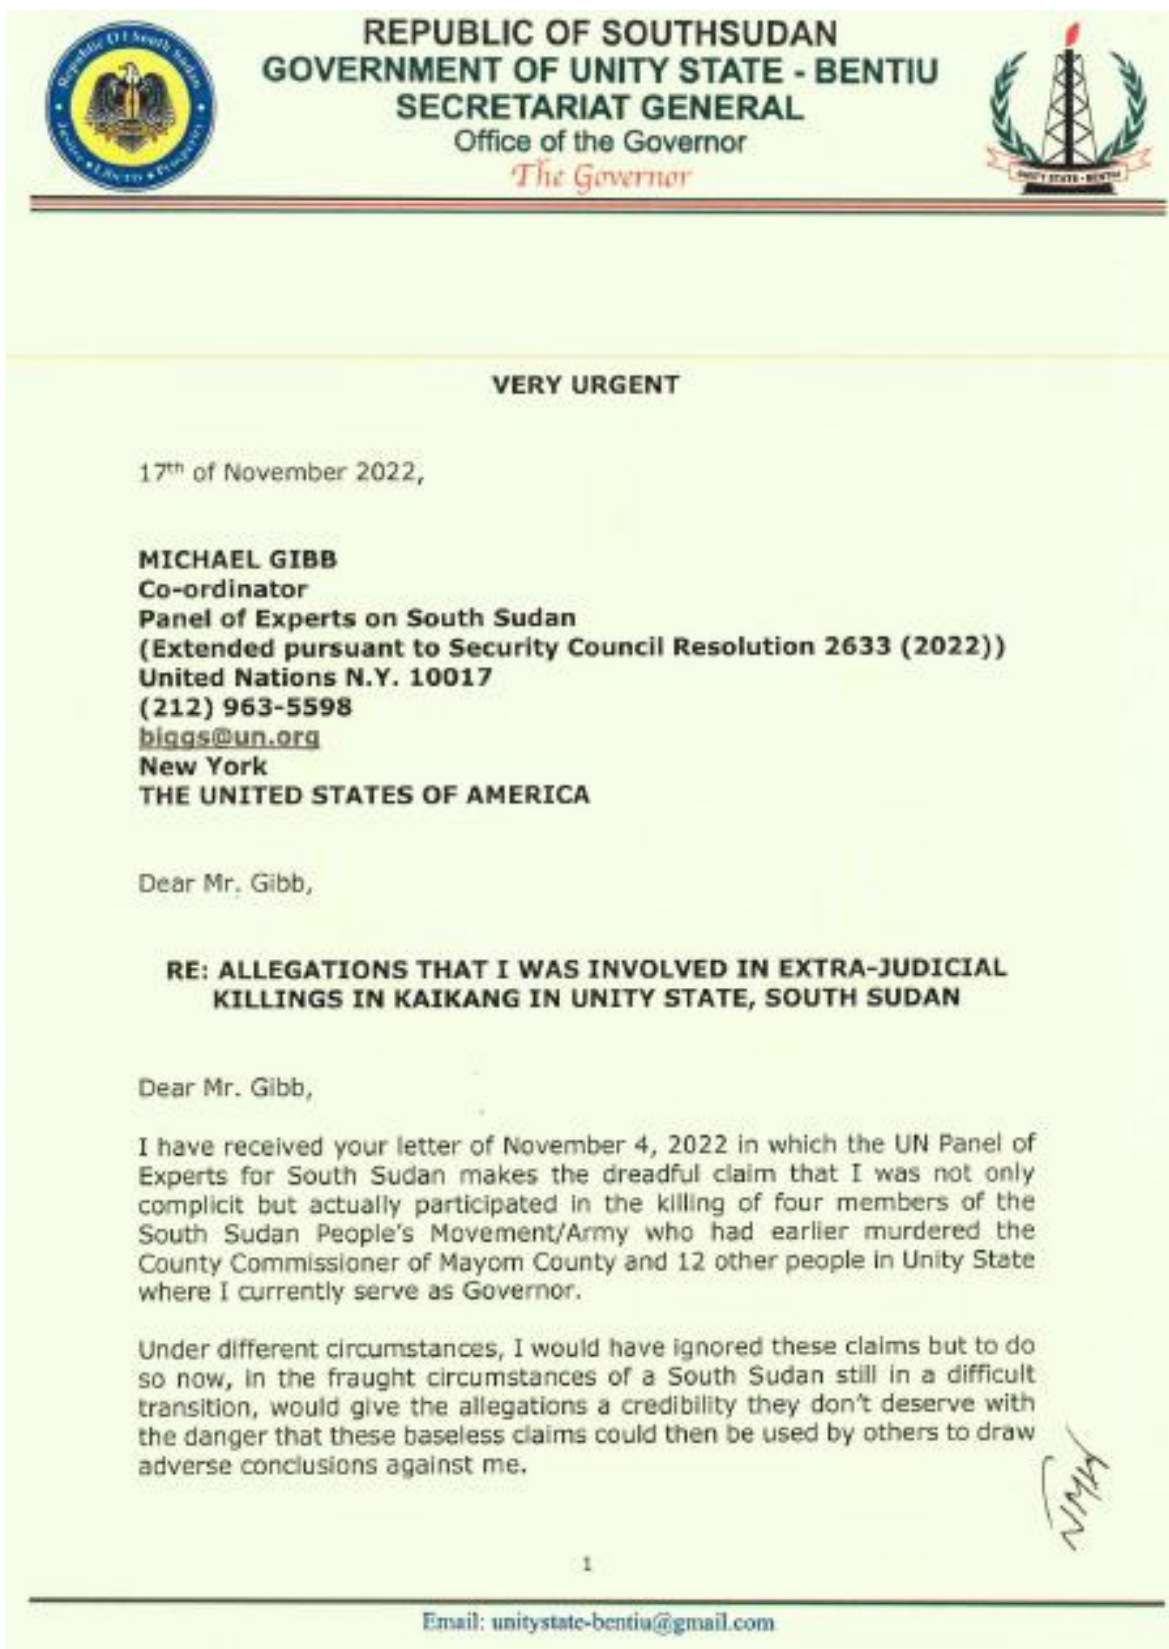 REPUBLIC OF SOUTHSUDAN
GOVERNMENT OF UNITY STATE - BENTIU
SECRETARIAT GENERAL
Office of the Governor
The Governor
Republic Of South Sudan
Justice • Liberty • Prosperity
UNITY STATE - BENTIU
VERY URGENT
17th of November 2022,
MICHAEL GIBB
Co-ordinator
Panel of Experts on South Sudan
(Extended pursuant to Security Council Resolution 2633 (2022))
United Nations N.Y. 10017
(212) 963-5598
biggs@un.org
New York
THE UNITED STATES OF AMERICA
Dear Mr. Gibb,
RE: ALLEGATIONS THAT I WAS INVOLVED IN EXTRA-JUDICIAL
KILLINGS IN KAIKANG IN UNITY STATE, SOUTH SUDAN
Dear Mr. Gibb,
I have received your letter of November 4, 2022 in which the UN Panel of
Experts for South Sudan makes the dreadful claim that I was not only
complicit but actually participated in the killing of four members of the
South Sudan People's Movement/Army who had earlier murdered the
County Commissioner of Mayom County and 12 other people in Unity State
where I currently serve as Governor.
Under different circumstances, I would have ignored these claims but to do
so now, in the fraught circumstances of a South Sudan still in a difficult
transition, would give the allegations a credibility they don't deserve with
the danger that these baseless claims could then be used by others to draw
adverse conclusions against me.
1
Email: unitystate-bentiu@gmail.com